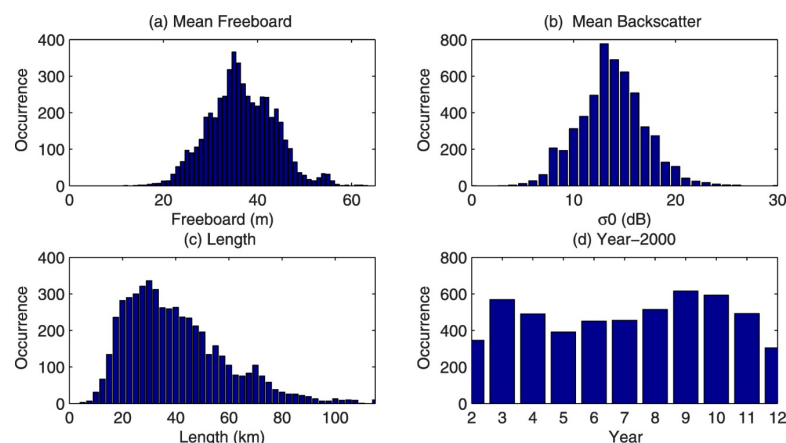 (a) Mean Freeboard
400
300
200
100
0
Occurrence
0 20 40 60
Freeboard (m)
(b) Mean Backscatter
800
600
400
200
0
Occurrence
0 10 20 30
σ0 (dB)
(c) Length
400
300
200
100
0
Occurrence
20 40 60 80 100
Length (km)
(d) Year−2000
800
600
400
200
0
Occurrence
2 3 4 5 6 7 8 9 10 11 12
Year